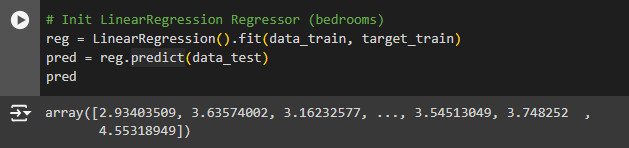 # Init LinearRegression Regressor (bedrooms)
reg = LinearRegression().fit(data_train, target_train)
pred = reg.predict(data_test)
pred
array([2.93403509, 3.63574002, 3.16232577, ..., 3.54513049, 3.748252  ,
       4.55318949])